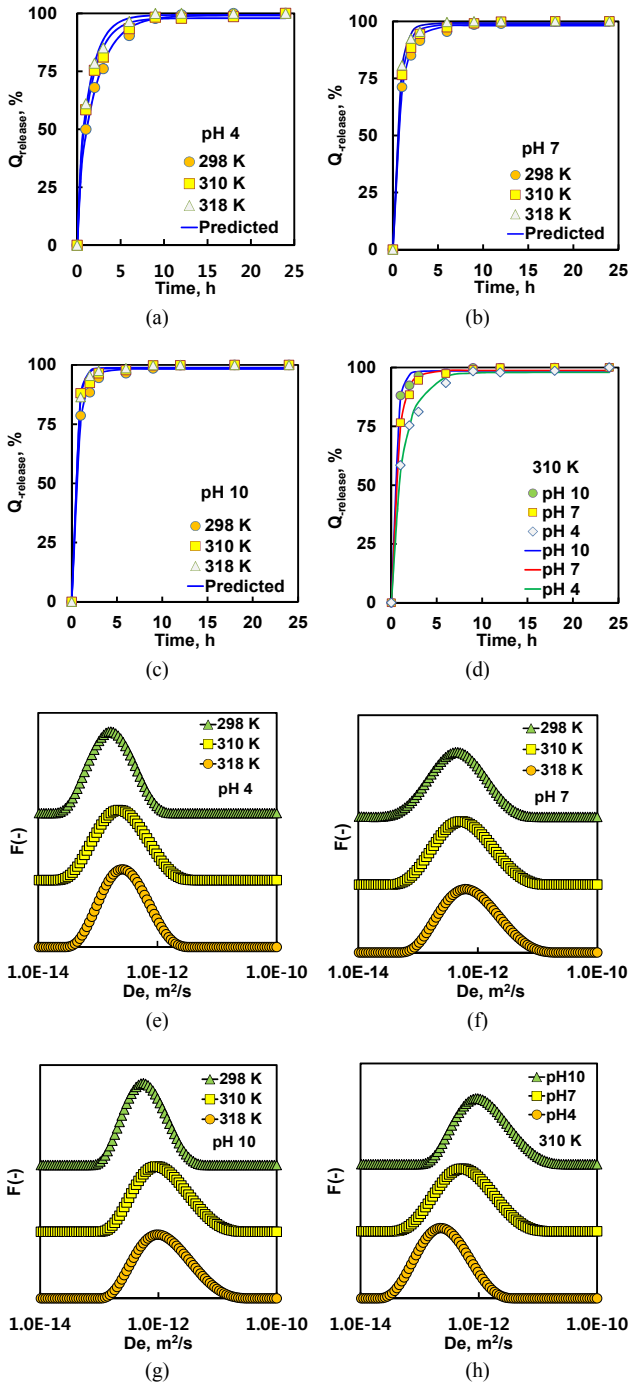 100
75
50
25
0
Q_release, %
pH 4
298 K
310 K
318 K
Predicted
0 5 10 15 20 25
Time, h
(a)
100
75
50
25
0
Q_-release, %
pH 7
298 K
310 K
318 K
Predicted
0 5 10 15 20 25
Time, h
(b)
100
75
50
25
0
Q_-release, %
pH 10
298 K
310 K
318 K
Predicted
0 5 10 15 20 25
Time, h
(c)
100
75
50
25
0
Q_-release, %
310 K
pH 10
pH 7
pH 4
pH 10
pH 7
pH 4
0 5 10 15 20 25
Time, h
(d)
298 K
310 K
318 K
pH 4
F(-)
1.0E-14 1.0E-12 1.0E-10
De, m²/s
(e)
298 K
310 K
318 K
pH 7
F(-)
1.0E-14 1.0E-12 1.0E-10
De, m²/s
(f)
298 K
310 K
318 K
pH 10
F(-)
1.0E-14 1.0E-12 1.0E-10
De, m²/s
(g)
pH10
pH7
pH4
310 K
F(-)
1.0E-14 1.0E-12 1.0E-10
De, m²/s
(h)